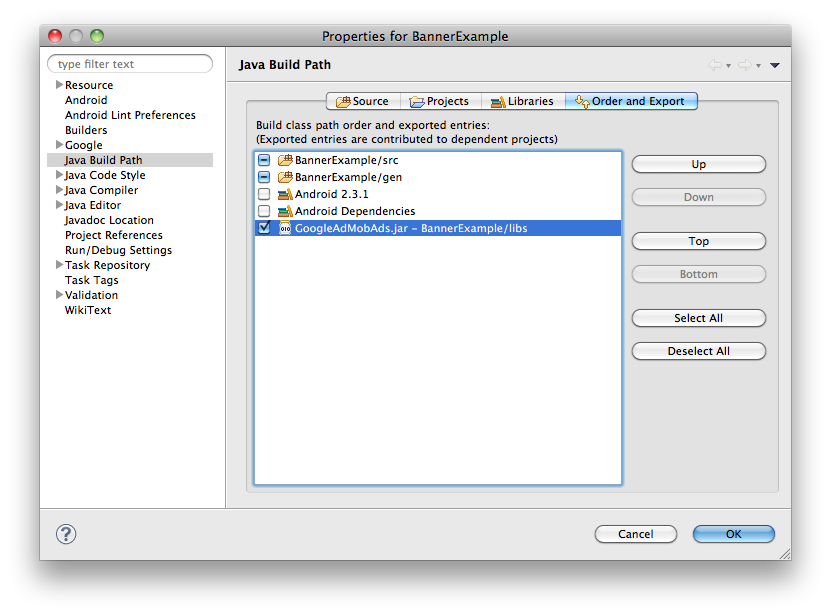 Properties for BannerExample
type filter text
Resource
Android
Android Lint Preferences
Builders
Google
Java Build Path
Java Code Style
Java Compiler
Java Editor
Javadoc Location
Project References
Run/Debug Settings
Task Repository
Task Tags
Validation
WikiText
Java Build Path
Source Projects Libraries Order and Export
Build class path order and exported entries:
(Exported entries are contributed to dependent projects)
BannerExample/src
BannerExample/gen
Android 2.3.1
Android Dependencies
GoogleAdMobAds.jar – BannerExample/libs
Up
Down
Top
Bottom
Select All
Deselect All
?
Cancel OK